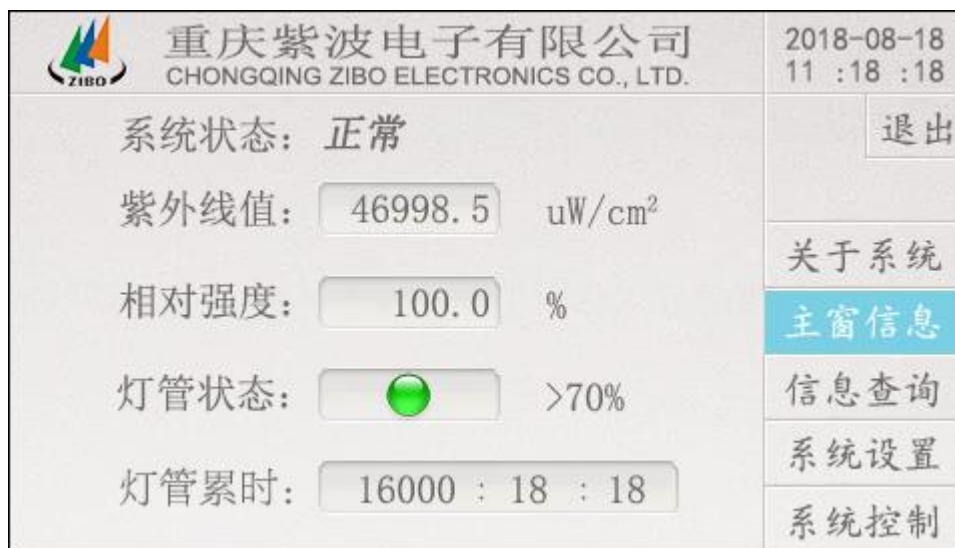 ZIBO
重庆紫波电子有限公司
CHONGQING ZIBO ELECTRONICS CO., LTD.
2018-08-18
11 :18 :18
退出
系统状态: 正常
紫外线值: 46998.5 uW/cm²
相对强度: 100.0 %
灯管状态: >70%
灯管累时: 16000 : 18 : 18
关于系统
主窗信息
信息查询
系统设置
系统控制